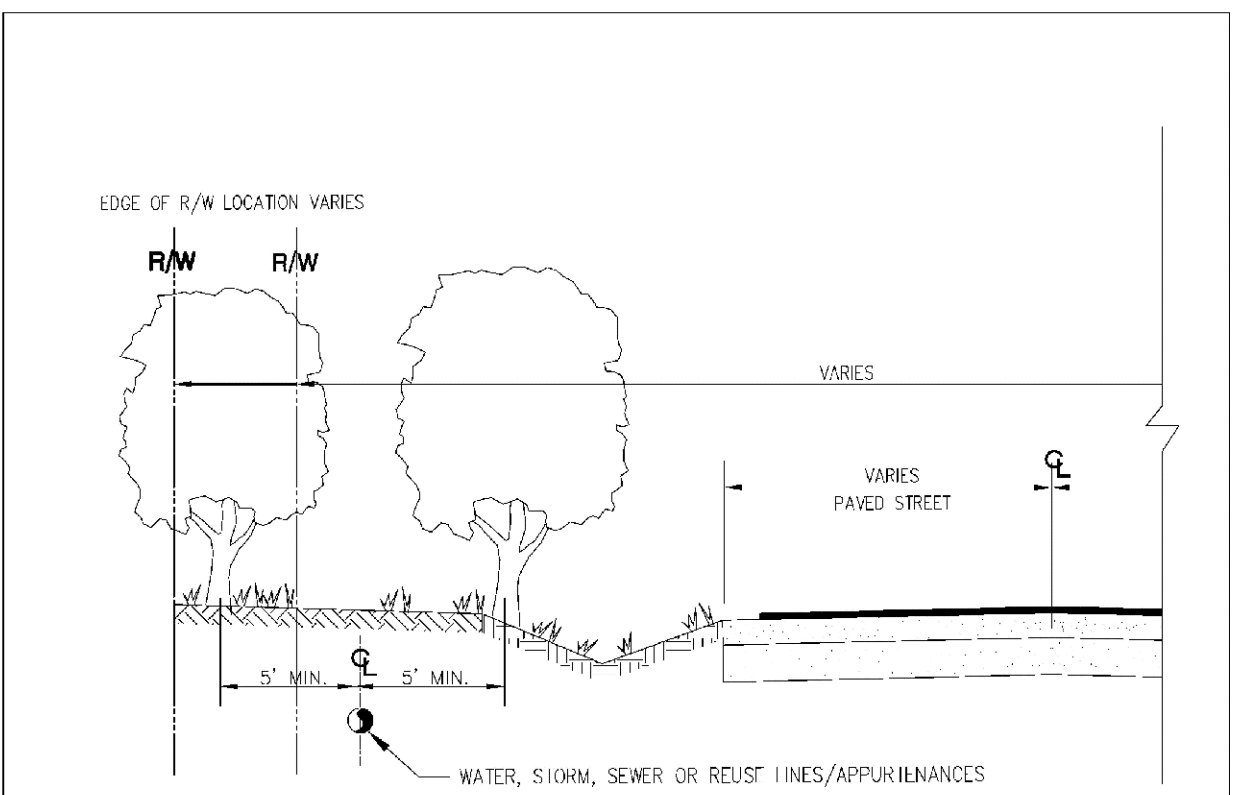 EDGE OF R/W LOCATION VARIES
R/W R/W
VARIES
CL
VARIES
PAVED STREET
CL
5' MIN. 5' MIN.
WATER, STORM, SEWER OR REUSE LINES/APPURTENANCES